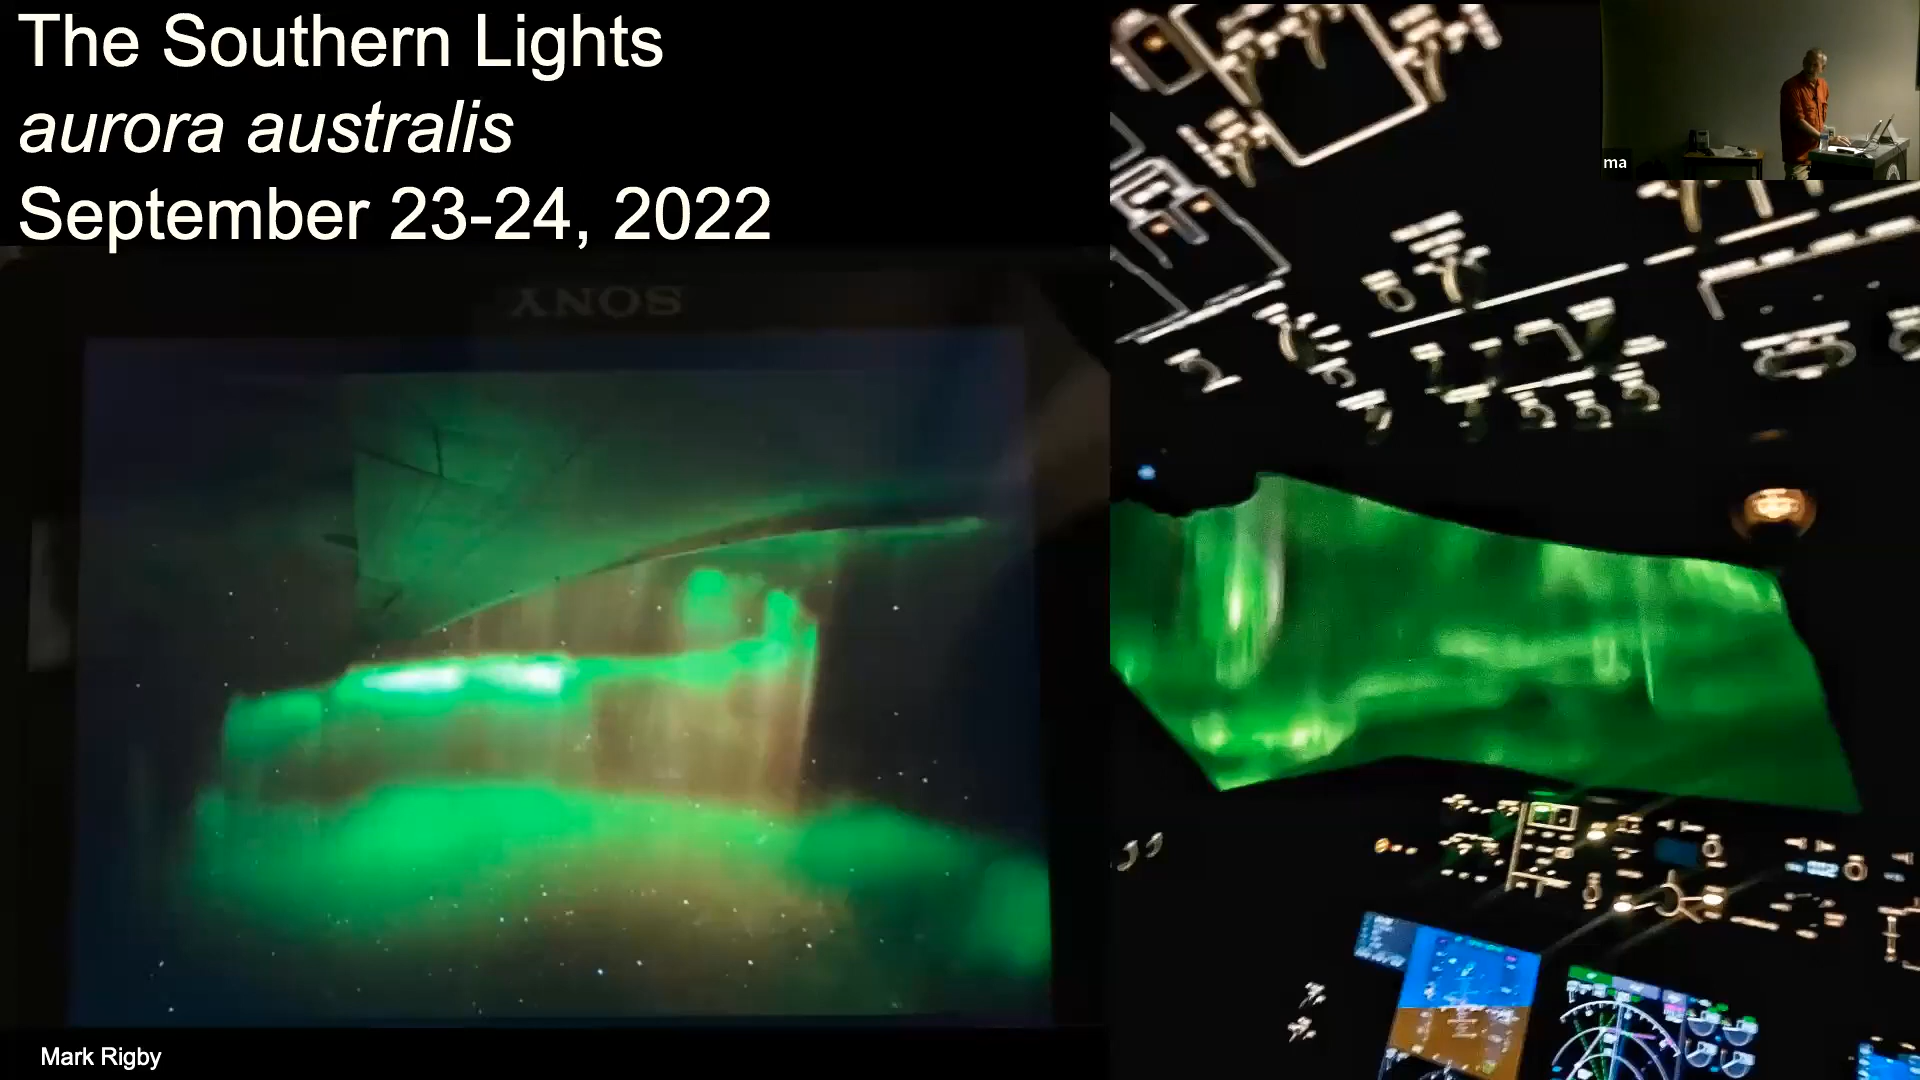 The Southern Lights
aurora australis
September 23-24, 2022
ma
SONY
Mark Rigby